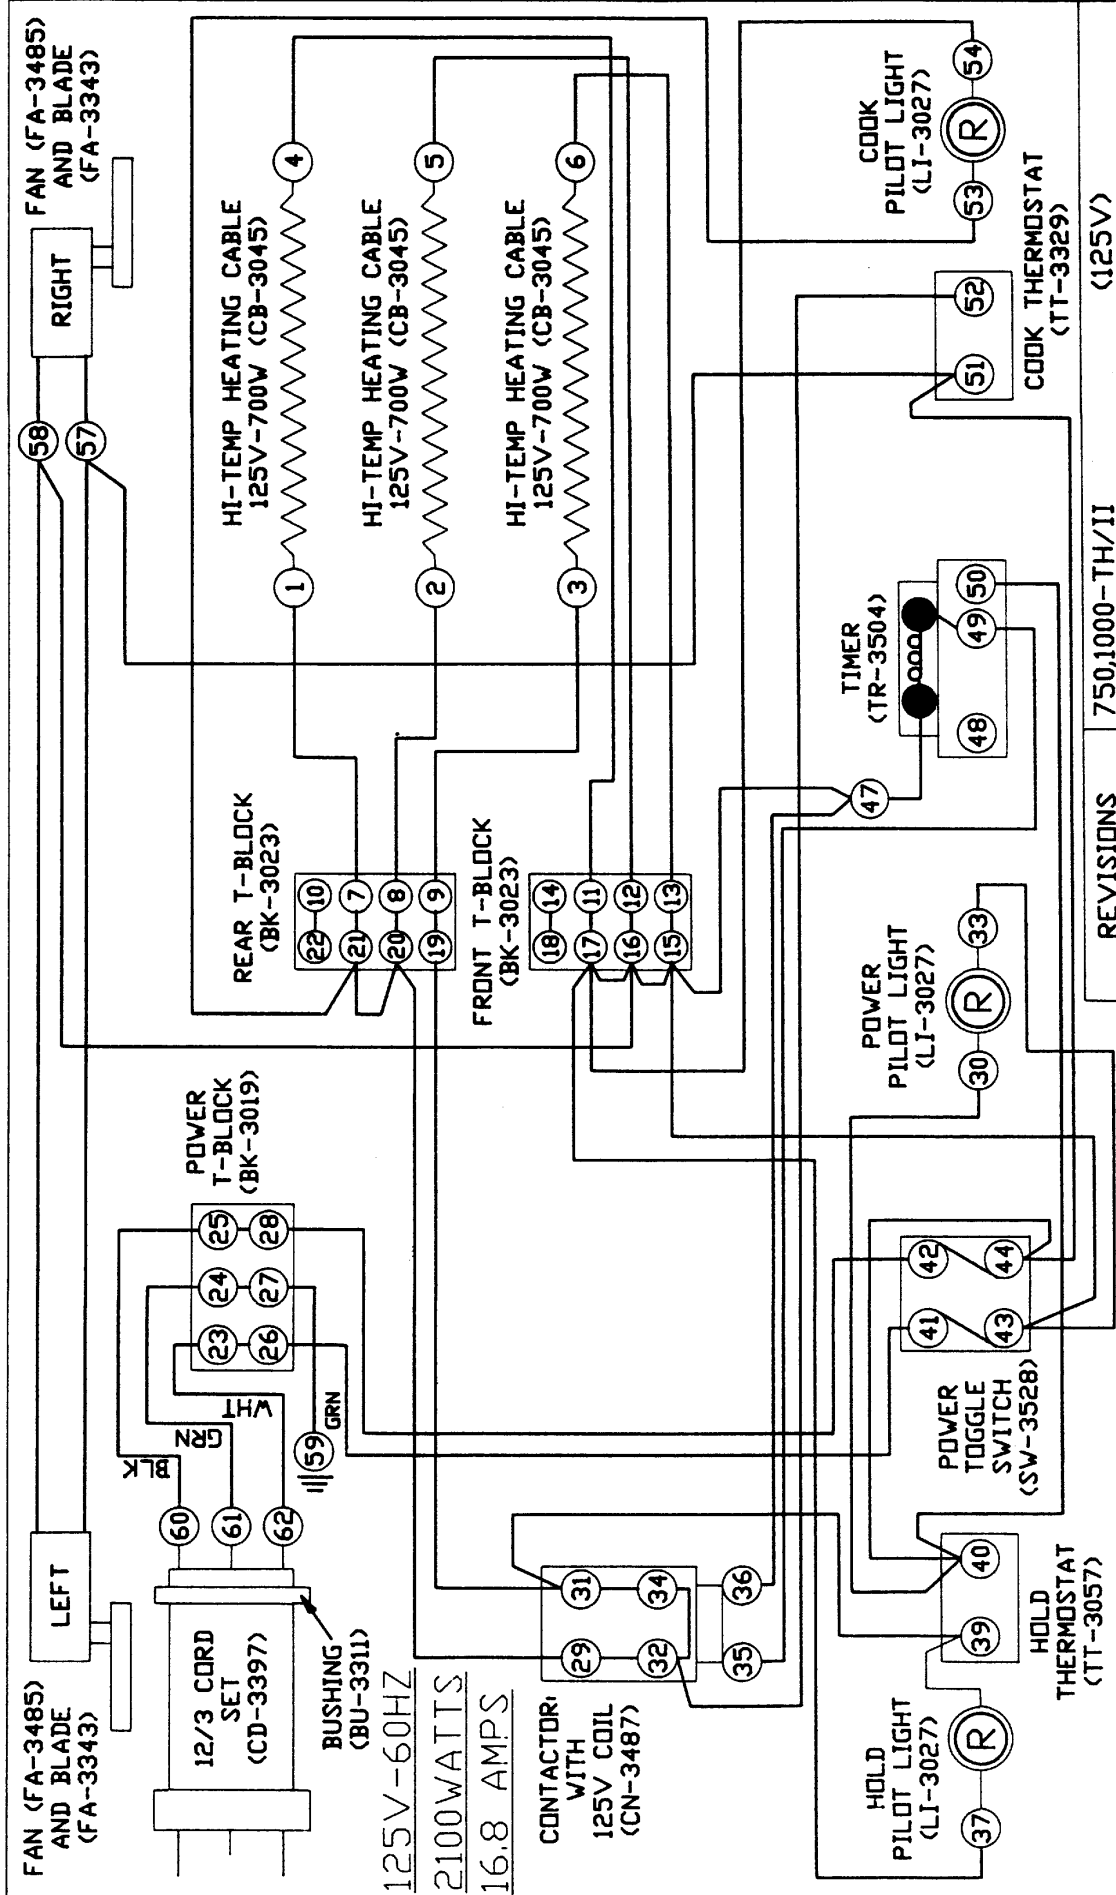 FAN (FA-3485)
AND BLADE
(FA-3343)
LEFT
58
57
RIGHT
FAN (FA-3485)
AND BLADE
(FA-3343)
12/3 CORD
SET
(CD-3397)
BUSHING
(BU-3311)
60
61
62
BLK
GRN
WHT
59
GRN
POWER
T-BLOCK
(BK-3019)
23
24
25
26
27
28
125V-60HZ
2100WATTS
16.8 AMPS
REAR T-BLOCK
(BK-3023)
22
10
21
7
20
8
19
9
FRONT T-BLOCK
(BK-3023)
18
14
17
11
16
12
15
13
HI-TEMP HEATING CABLE
125V-700W (CB-3045)
1
4
HI-TEMP HEATING CABLE
125V-700W (CB-3045)
2
5
HI-TEMP HEATING CABLE
125V-700W (CB-3045)
3
6
CONTACTOR
WITH
125V COIL
(CN-3487)
29
31
32
34
35
36
HOLD
PILOT LIGHT
(LI-3027)
37
R
HOLD
THERMOSTAT
(TT-3057)
39
40
POWER
TOGGLE
SWITCH
(SW-3528)
41
42
43
44
POWER
PILOT LIGHT
(LI-3027)
30
R
33
TIMER
(TR-3504)
47
48
49
50
COOK THERMOSTAT
(TT-3329)
51
52
COOK
PILOT LIGHT
(LI-3027)
53
R
54
REVISIONS
750,1000-TH/II
(125V)